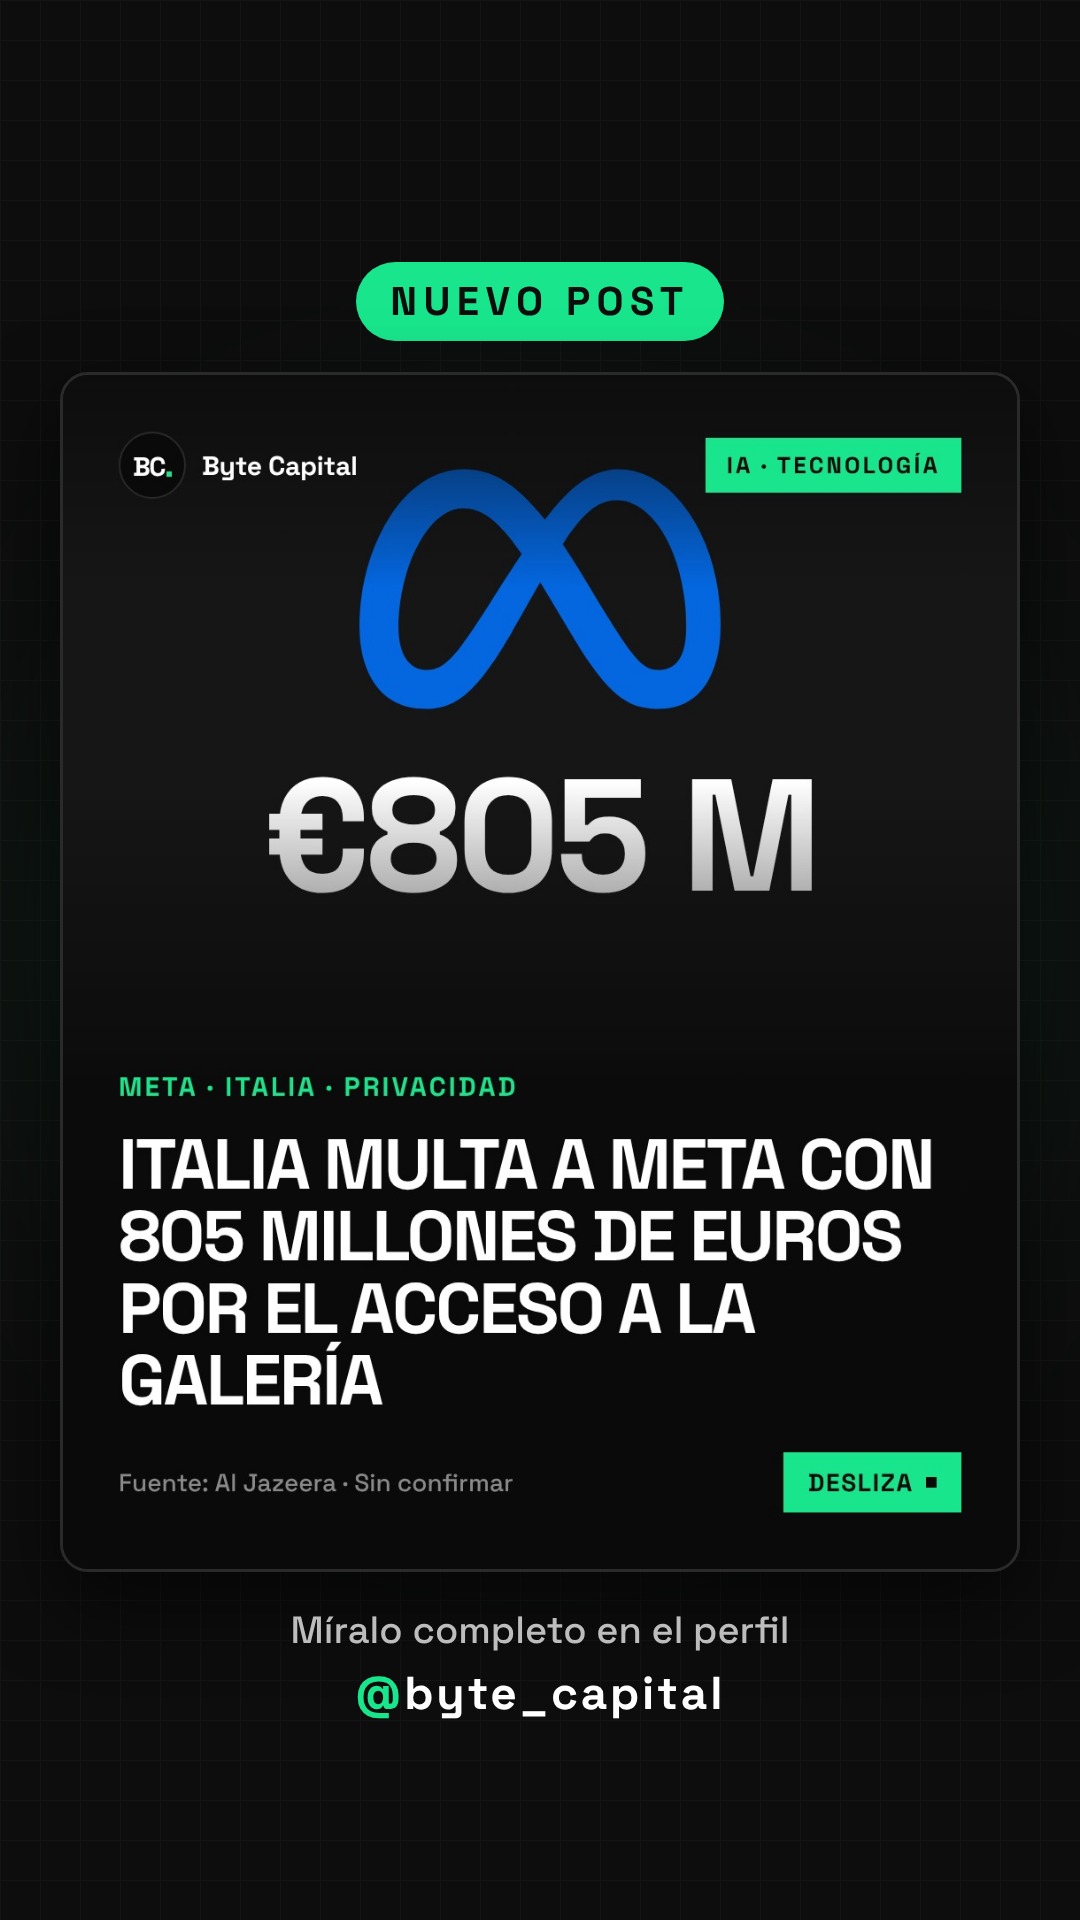 NUEVO POST
BC.
Byte Capital
IA · TECNOLOGÍA
€805 M
META · ITALIA · PRIVACIDAD
ITALIA MULTA A META CON
805 MILLONES DE EUROS
POR EL ACCESO A LA
GALERÍA
Fuente: Al Jazeera · Sin confirmar
DESLIZA ▪
Míralo completo en el perfil
@byte_capital